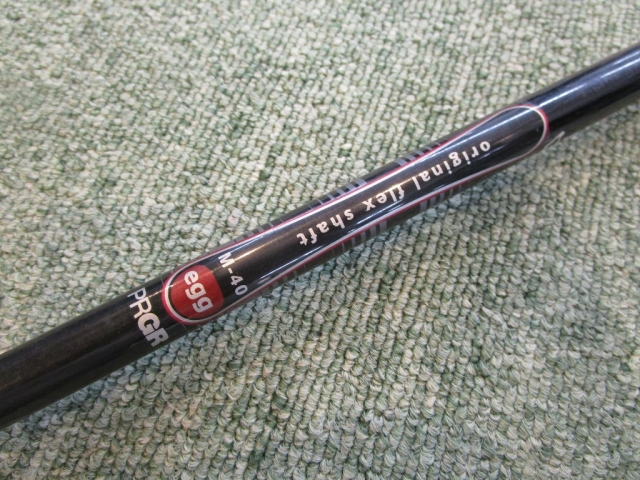 PRGR
egg
M-40
original flex shaft